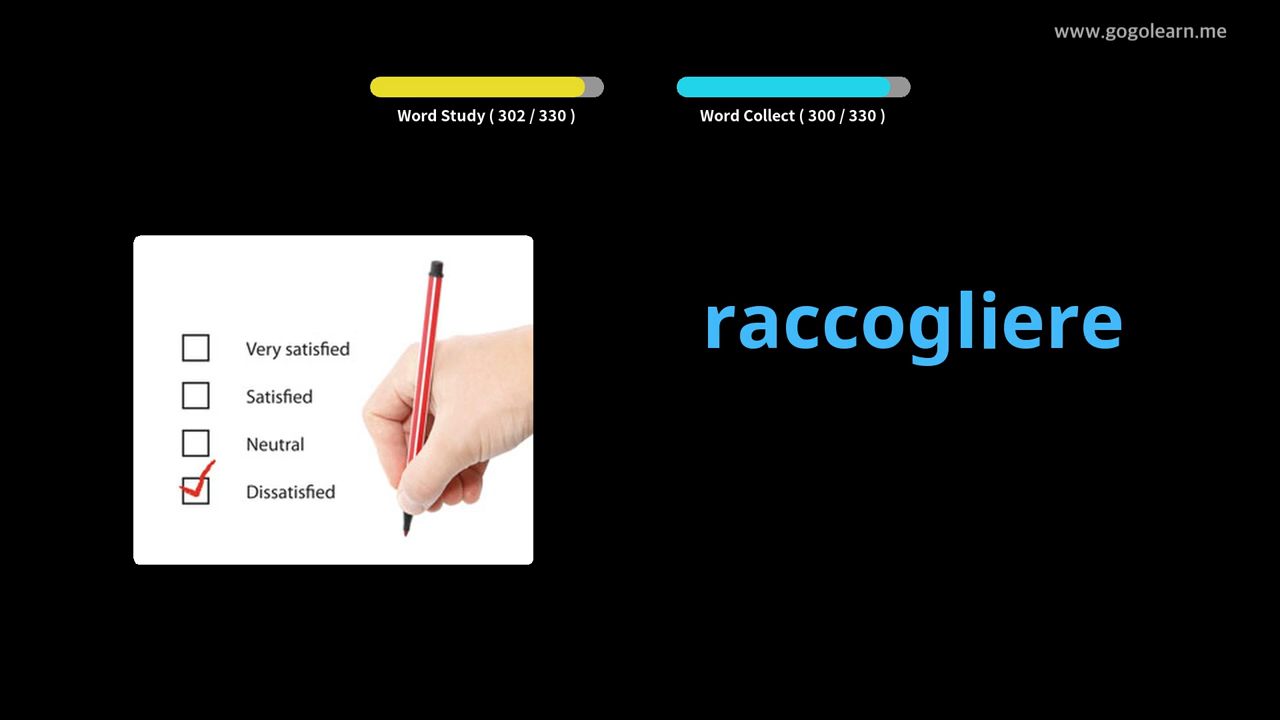 www.gogolearn.me
Word Study ( 302 / 330 )
Word Collect ( 300 / 330 )
raccogliere
Very satisfied
Satisfied
Neutral
Dissatisfied